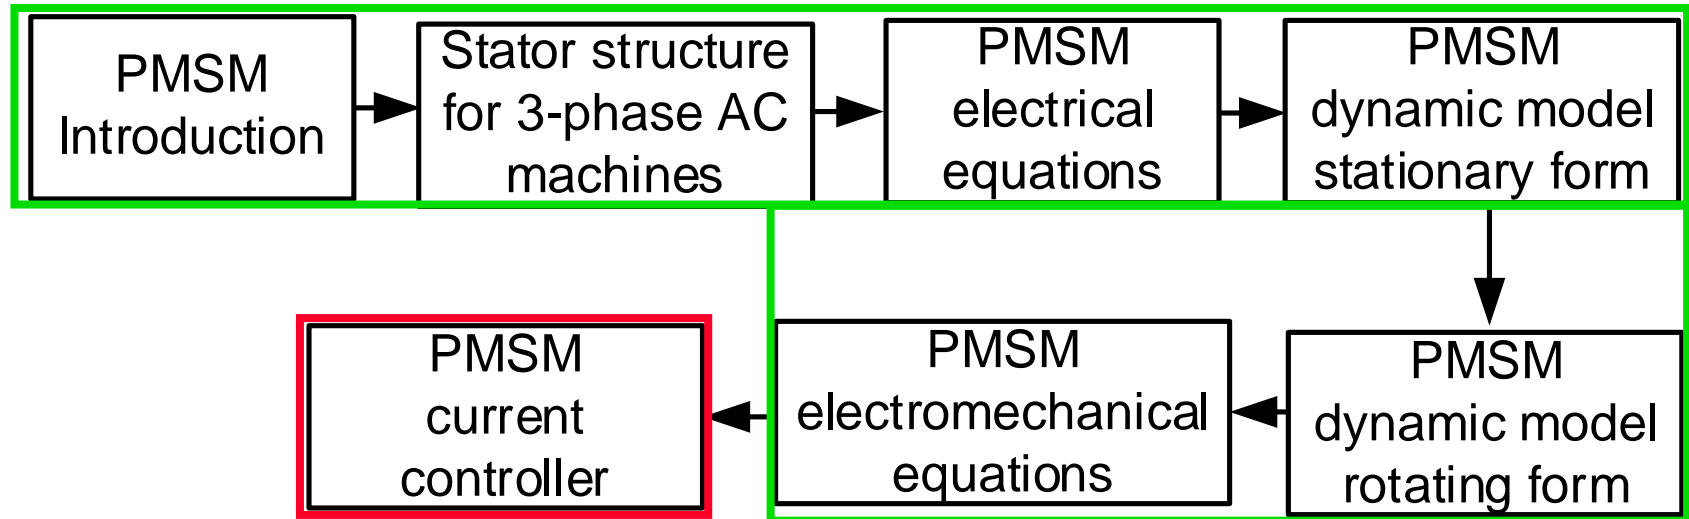 PMSM
Introduction
Stator structure
for 3-phase AC
machines
PMSM
electrical
equations
PMSM
dynamic model
stationary form
PMSM
dynamic model
rotating form
PMSM
electromechanical
equations
PMSM
current
controller